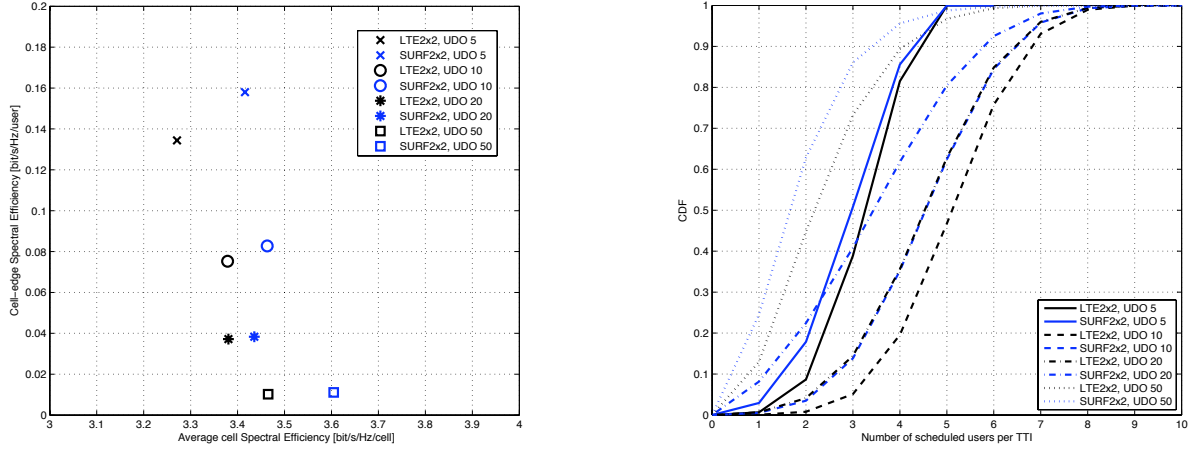 0.2
0.18
0.16
0.14
0.12
0.1
0.08
0.06
0.04
0.02
0
Cell−edge Spectral Efficiency [bit/s/Hz/user]
LTE2x2, UDO 5
SURF2x2, UDO 5
LTE2x2, UDO 10
SURF2x2, UDO 10
LTE2x2, UDO 20
SURF2x2, UDO 20
LTE2x2, UDO 50
SURF2x2, UDO 50
3 3.1 3.2 3.3 3.4 3.5 3.6 3.7 3.8 3.9 4
Average cell Spectral Efficiency [bit/s/Hz/cell]
1
0.9
0.8
0.7
0.6
0.5
0.4
0.3
0.2
0.1
0
CDF
LTE2x2, UDO 5
SURF2x2, UDO 5
LTE2x2, UDO 10
SURF2x2, UDO 10
LTE2x2, UDO 20
SURF2x2, UDO 20
LTE2x2, UDO 50
SURF2x2, UDO 50
0 1 2 3 4 5 6 7 8 9 10
Number of scheduled users per TTI